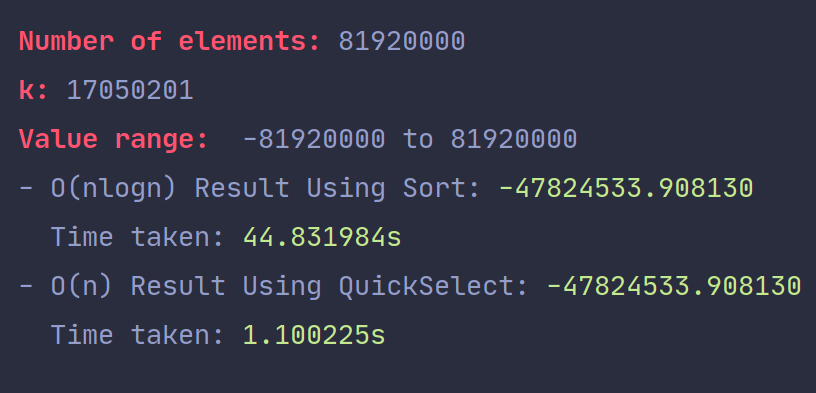 Number of elements: 81920000
k: 17050201
Value range:  -81920000 to 81920000
- O(nlogn) Result Using Sort: -47824533.908130
  Time taken: 44.831984s
- O(n) Result Using QuickSelect: -47824533.908130
  Time taken: 1.100225s